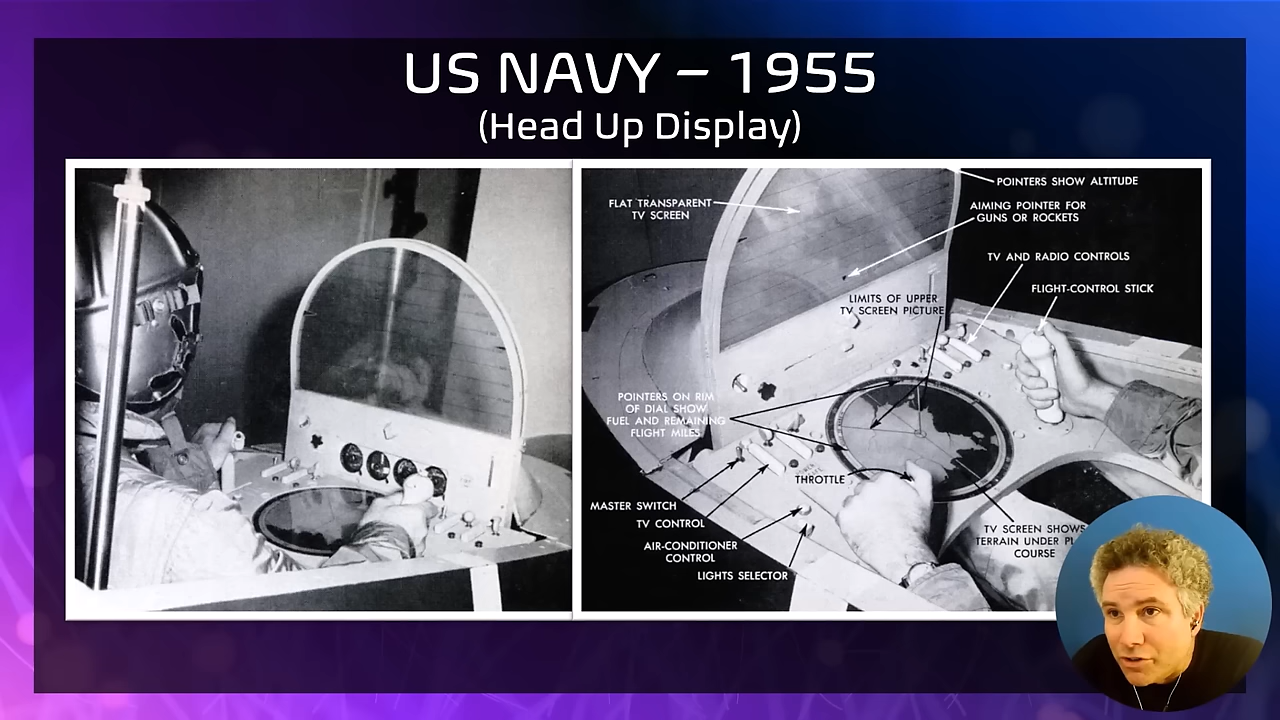 US NAVY – 1955
(Head Up Display)
FLAT TRANSPARENT
TV SCREEN
POINTERS SHOW ALTITUDE
AIMING POINTER FOR
GUNS OR ROCKETS
TV AND RADIO CONTROLS
FLIGHT-CONTROL STICK
LIMITS OF UPPER
TV SCREEN PICTURE
POINTERS ON RIM
OF DIAL SHOW
FUEL AND REMAINING
FLIGHT MILES
THROTTLE
MASTER SWITCH
TV CONTROL
AIR-CONDITIONER
CONTROL
LIGHTS SELECTOR
TV SCREEN SHOWS
TERRAIN UNDER
COURSE